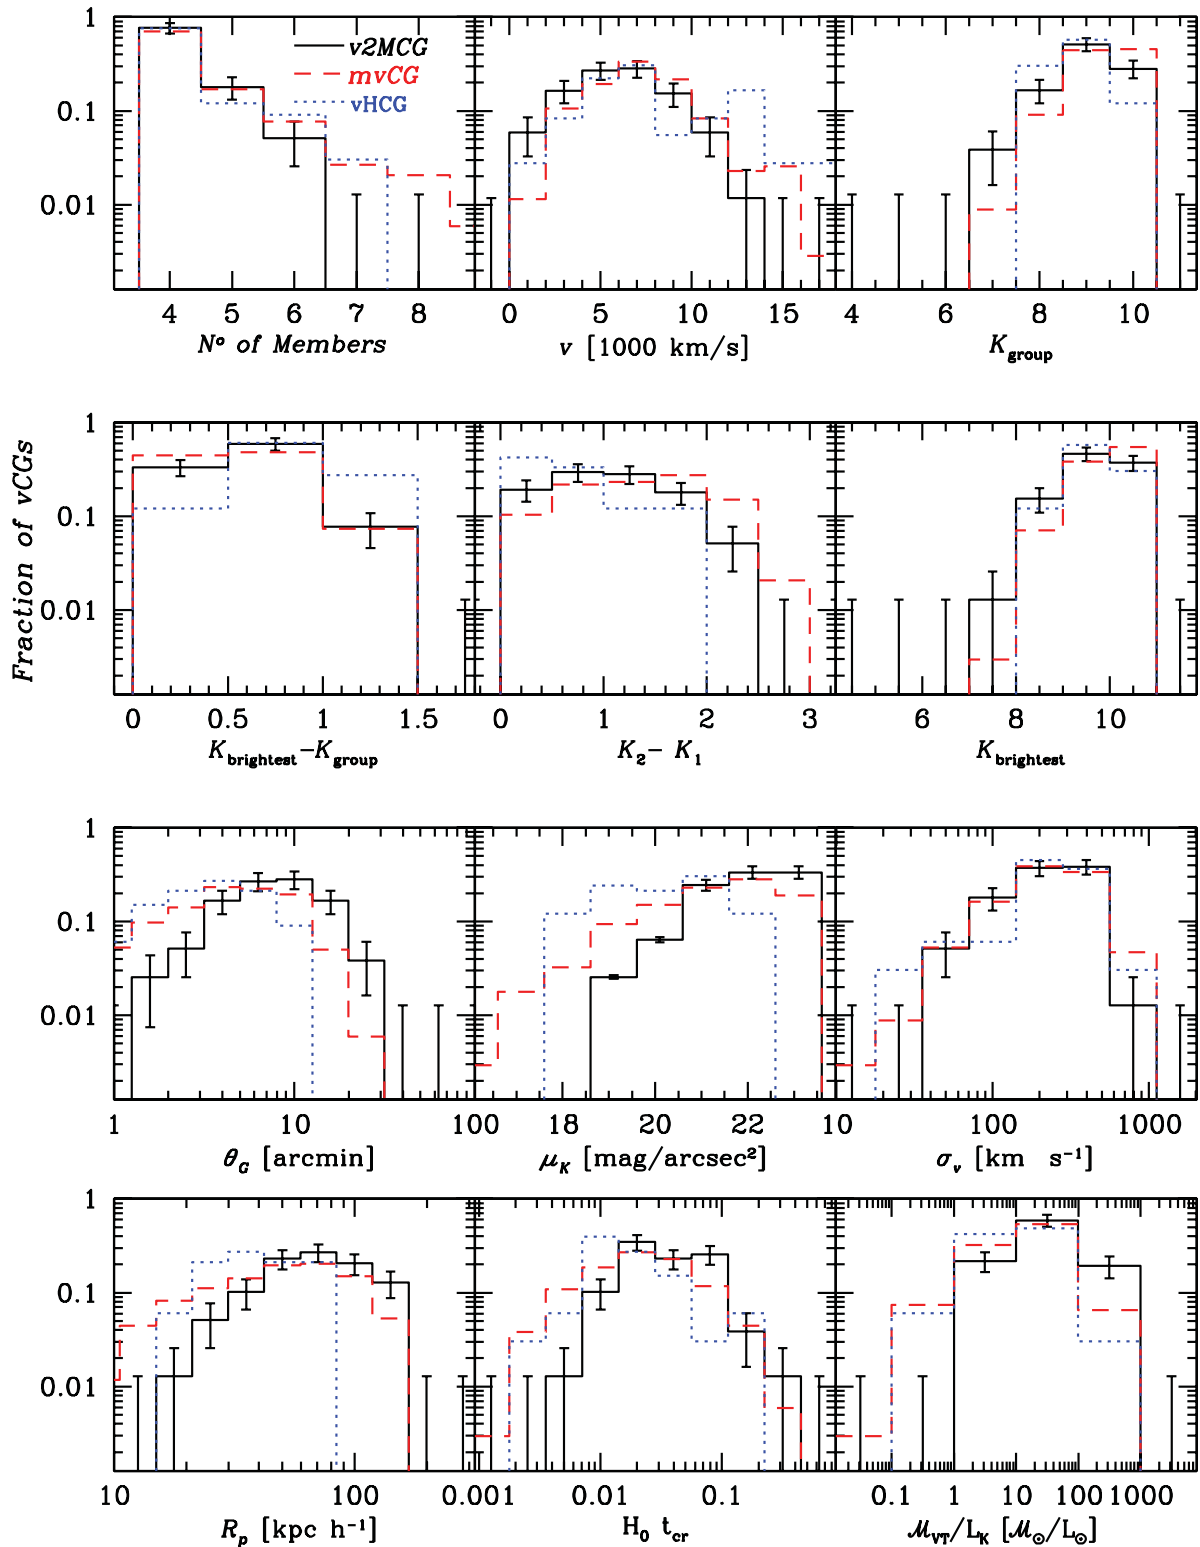 v2MCG
mvCG
vHCG
1
0.1
0.01
4 5 6 7 8
Nº of Members
0 5 10 15
v [1000 km/s]
4 6 8 10
K_group
Fraction of vCGs
1
0.1
0.01
0 0.5 1 1.5
K_brightest − K_group
0 1 2 3
K_2 − K_1
4 6 8 10
K_brightest
1
0.1
0.01
1 10 100
θ_G [arcmin]
18 20 22
μ_K [mag/arcsec²]
10 100 1000
σ_v [km s⁻¹]
1
0.1
0.01
10 100
R_p [kpc h⁻¹]
0.001 0.01 0.1
H_0 t_cr
0.1 1 10 100 1000
ℳ_VT/L_K [ℳ_⊙/L_⊙]